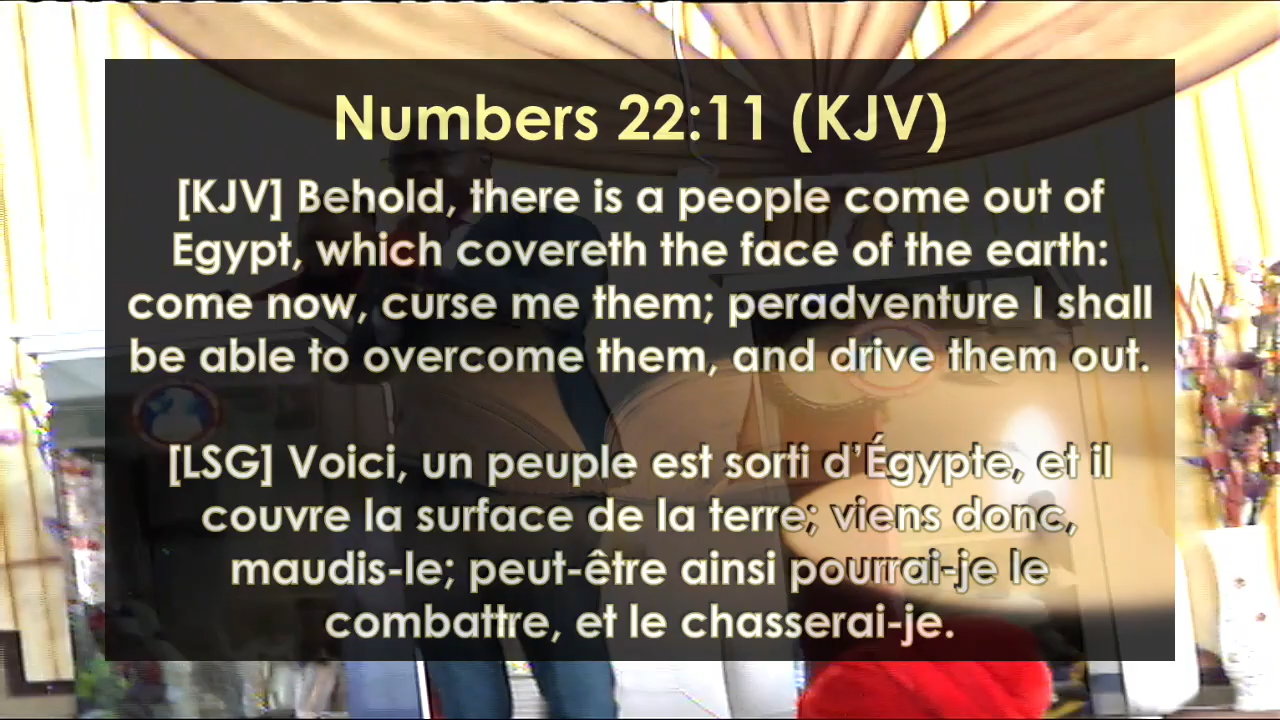 Numbers 22:11 (KJV)
[KJV] Behold, there is a people come out of
Egypt, which covereth the face of the earth:
come now, curse me them; peradventure I shall
be able to overcome them, and drive them out.
[LSG] Voici, un peuple est sorti d’Égypte, et il
couvre la surface de la terre; viens donc,
maudis-le; peut-être ainsi pourrai-je le
combattre, et le chasserai-je.